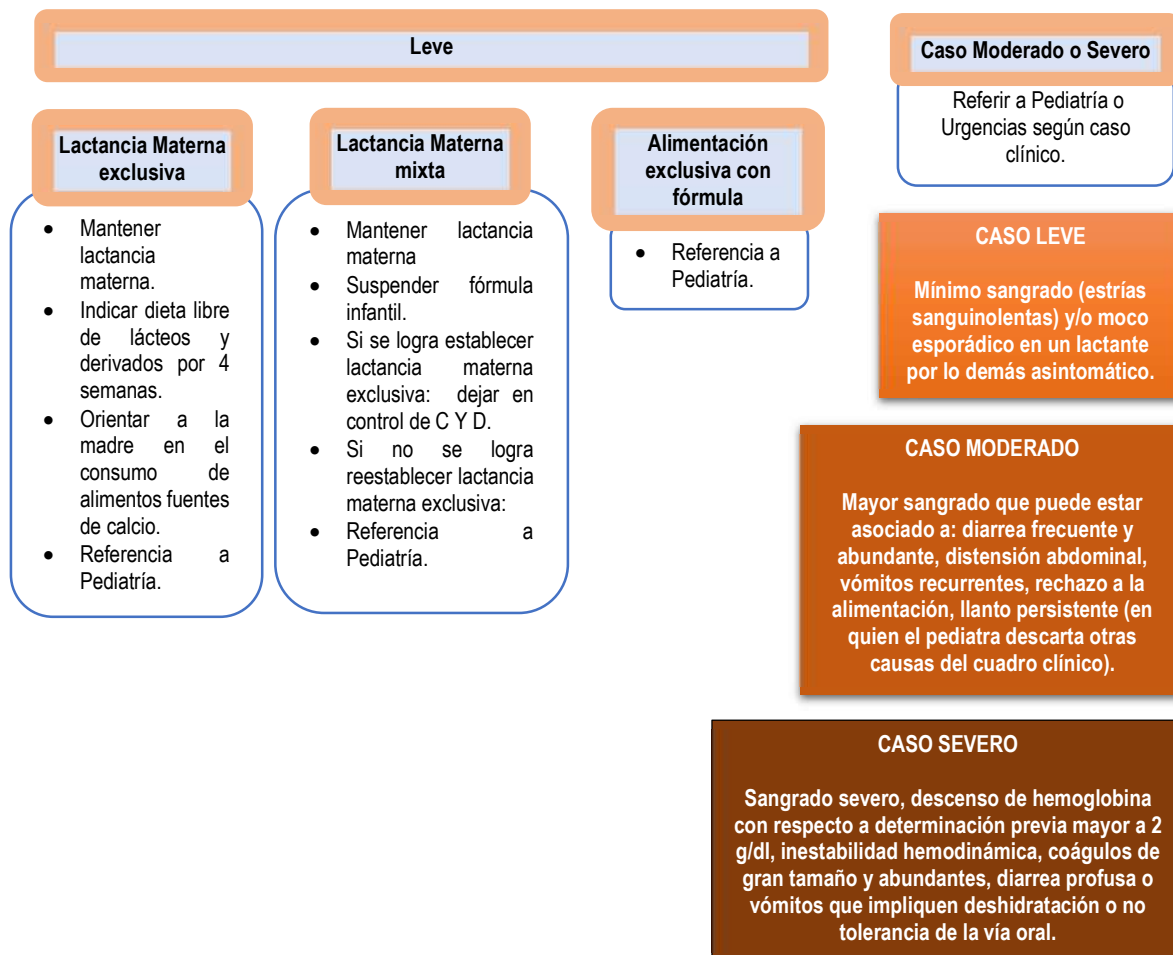 Leve
Lactancia Materna
exclusiva
• Mantener
lactancia
materna.
• Indicar dieta libre
de lácteos y
derivados por 4
semanas.
• Orientar a la
madre en el
consumo de
alimentos fuentes
de calcio.
• Referencia a
Pediatría.
Lactancia Materna
mixta
• Mantener lactancia
materna
• Suspender fórmula
infantil.
• Si se logra establecer
lactancia materna
exclusiva: dejar en
control de C Y D.
• Si no se logra
reestablecer lactancia
materna exclusiva:
• Referencia a
Pediatría.
Alimentación
exclusiva con
fórmula
• Referencia a
Pediatría.
Caso Moderado o Severo
Referir a Pediatría o
Urgencias según caso
clínico.
CASO LEVE
Mínimo sangrado (estrías
sanguinolentas) y/o moco
esporádico en un lactante
por lo demás asintomático.
CASO MODERADO
Mayor sangrado que puede estar
asociado a: diarrea frecuente y
abundante, distensión abdominal,
vómitos recurrentes, rechazo a la
alimentación, llanto persistente (en
quien el pediatra descarta otras
causas del cuadro clínico).
CASO SEVERO
Sangrado severo, descenso de hemoglobina
con respecto a determinación previa mayor a 2
g/dl, inestabilidad hemodinámica, coágulos de
gran tamaño y abundantes, diarrea profusa o
vómitos que impliquen deshidratación o no
tolerancia de la vía oral.